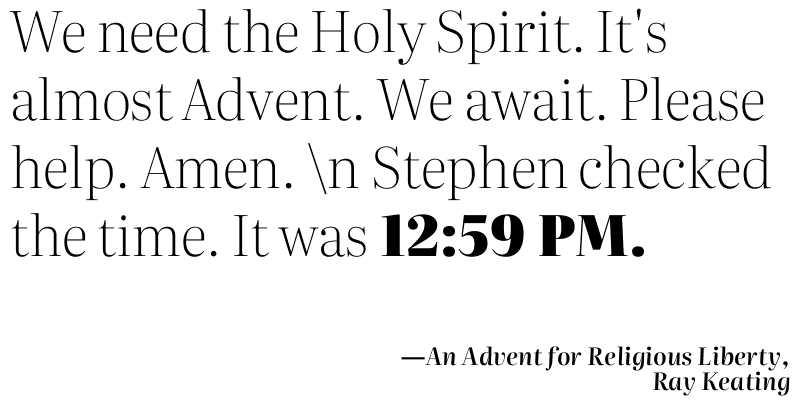 We need the Holy Spirit. It's
almost Advent. We await. Please
help. Amen. \n Stephen checked
the time. It was 12:59 PM.
—An Advent for Religious Liberty,
Ray Keating